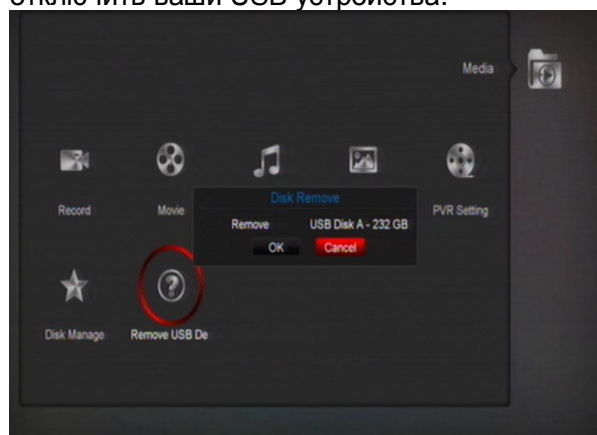 отключить ваши USB устройства.
Media
Record
Movie
PVR Setting
Disk Remove
Remove USB Disk A - 232 GB
OK Cancel
Disk Manage
Remove USB De